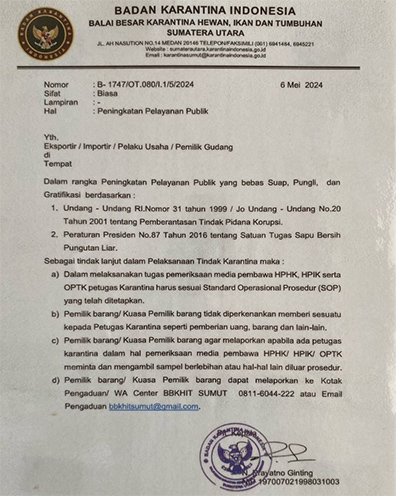 BADAN KARANTINA INDONESIA
BALAI BESAR KARANTINA HEWAN, IKAN DAN TUMBUHAN
SUMATERA UTARA
JL. AH NASUTION NO.14 MEDAN 20146 TELEPON/FAKSIMILI (061) 6941484, 6945221
Website : sumaterautara.karantinaindonesia.go.id
Email : karantinasumut@karantinaindonesia.go.id
Nomor : B- 1747/OT.080/I.1/5/2024 6 Mei 2024
Sifat : Biasa
Lampiran : -
Hal : Peningkatan Pelayanan Publik
Yth.
Eksportir / Importir / Pelaku Usaha / Pemilik Gudang
di
Tempat
Dalam rangka Peningkatan Pelayanan Publik yang bebas Suap, Pungli, dan
Gratifikasi berdasarkan :
1. Undang - Undang RI.Nomor 31 tahun 1999 / Jo Undang - Undang No.20
Tahun 2001 tentang Pemberantasan Tindak Pidana Korupsi.
2. Peraturan Presiden No.87 Tahun 2016 tentang Satuan Tugas Sapu Bersih
Pungutan Liar.
Sebagai tindak lanjut dalam Pelaksanaan Tindak Karantina maka :
a) Dalam melaksanakan tugas pemeriksaan media pembawa HPHK, HPIK serta
OPTK petugas karantina harus sesuai Standard Operasional Prosedur (SOP)
yang telah ditetapkan.
b) Pemilik barang/ Kuasa Pemilik barang tidak diperkenankan memberi sesuatu
kepada Petugas Karantina seperti pemberian uang, barang dan lain-lain.
c) Pemilik barang/ Kuasa Pemilik barang agar melaporkan apabila ada petugas
karantina dalam hal pemeriksaan media pembawa HPHK/ HPIK/ OPTK
meminta dan mengambil sampel berlebihan atau hal-hal lain diluar prosedur.
d) Pemilik barang/ Kuasa Pemilik barang dapat melaporkan ke Kotak
Pengaduan/ WA Center BBKHIT SUMUT 0811-6044-222 atau Email
Pengaduan bbkhitsumut@gmail.com.
BADAN KARANTINA INDONESIA
N. Prayatno Ginting
197007021998031003